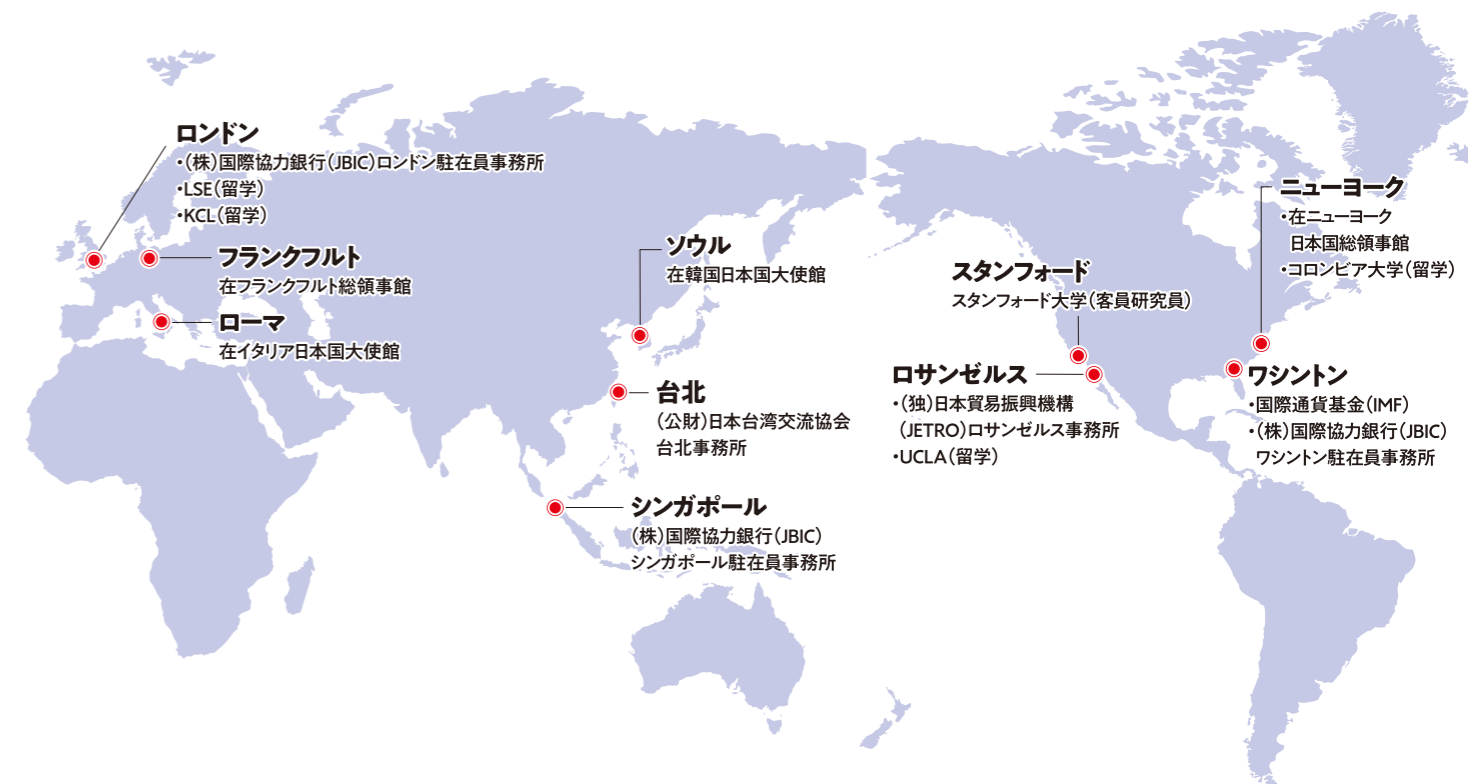 ロンドン
・(株)国際協力銀行(JBIC)ロンドン駐在員事務所
・LSE(留学)
・KCL(留学)
フランクフルト
在フランクフルト総領事館
ローマ
在イタリア日本国大使館
ソウル
在韓国日本国大使館
台北
(公財)日本台湾交流協会
台北事務所
シンガポール
(株)国際協力銀行(JBIC)
シンガポール駐在員事務所
スタンフォード
スタンフォード大学(客員研究員)
ロサンゼルス
・(独)日本貿易振興機構
(JETRO)ロサンゼルス事務所
・UCLA(留学)
ニューヨーク
・在ニューヨーク
日本国総領事館
・コロンビア大学(留学)
ワシントン
・国際通貨基金(IMF)
・(株)国際協力銀行(JBIC)
ワシントン駐在員事務所